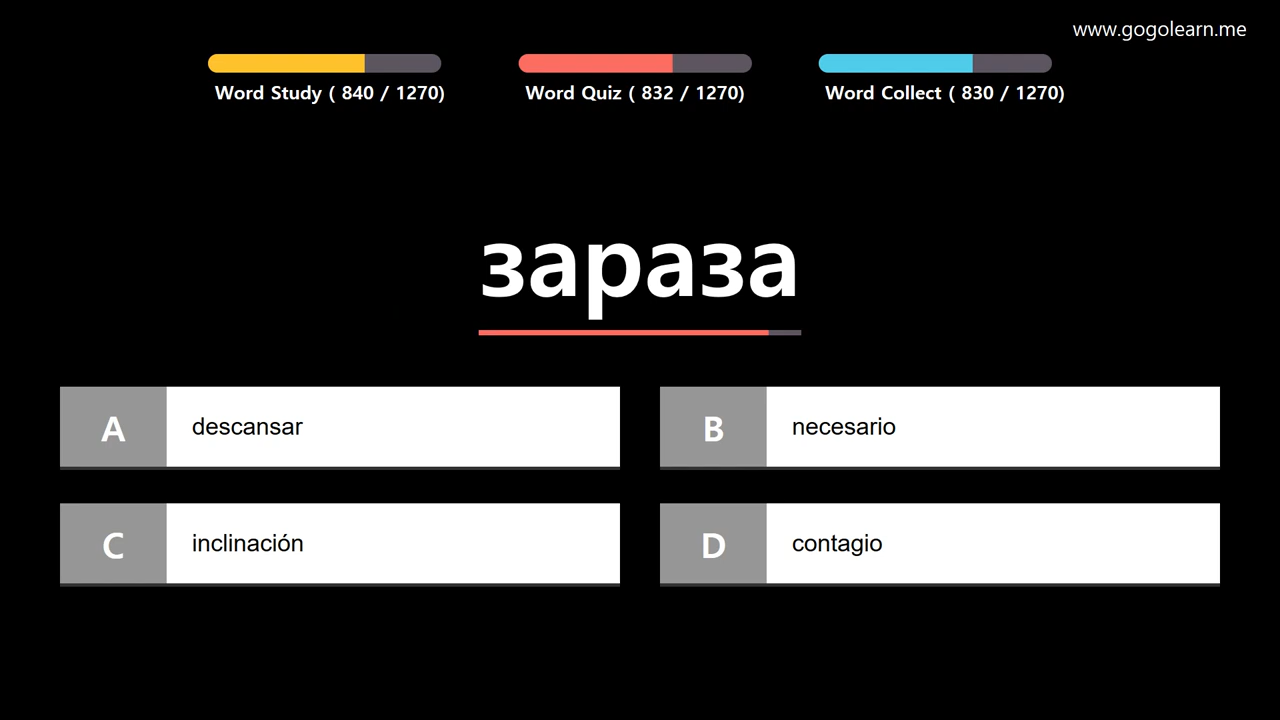 www.gogolearn.me
Word Study ( 840 / 1270)
Word Quiz ( 832 / 1270)
Word Collect ( 830 / 1270)
зараза
A descansar
B necesario
C inclinación
D contagio